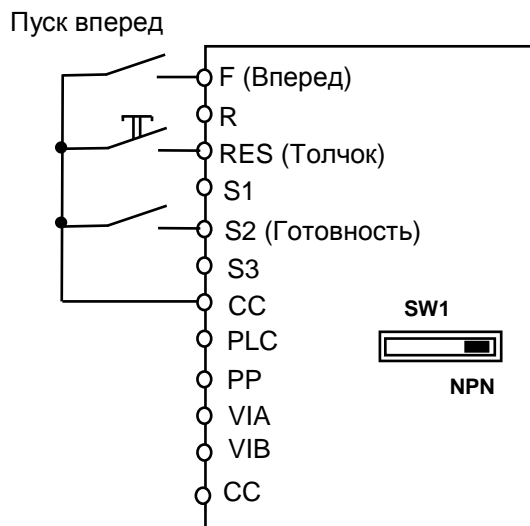 Пуск вперед
F (Вперед)
R
RES (Толчок)
S1
S2 (Готовность)
S3
CC
SW1
PLC
PP
NPN
VIA
VIB
CC